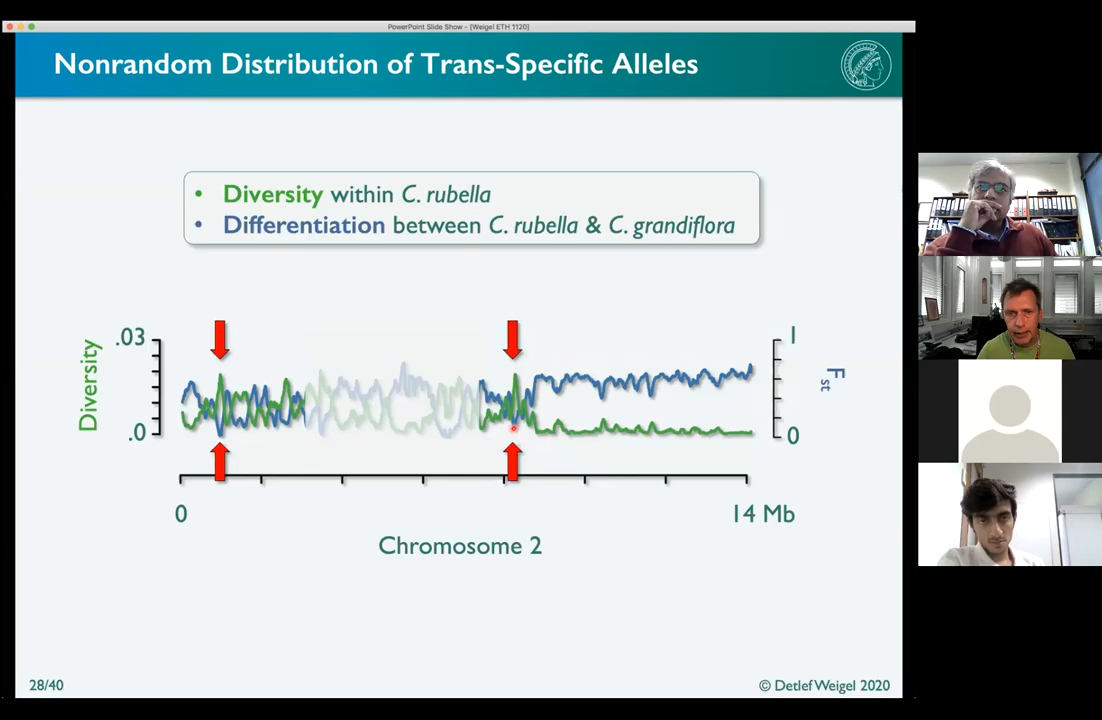 PowerPoint Slide Show - [Weigel ETH 1120]
Nonrandom Distribution of Trans-Specific Alleles
• Diversity within C. rubella
• Differentiation between C. rubella & C. grandiflora
Diversity
.03
.0
1
0
Fst
0
14 Mb
Chromosome 2
28/40
© Detlef Weigel 2020